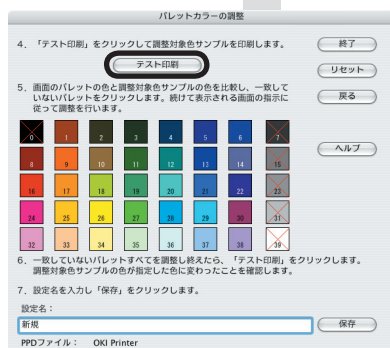 パレットカラーの調整
4. 「テスト印刷」をクリックして調整対象色サンプルを印刷します。
終了
テスト印刷
リセット
5. 画面のパレットの色と調整対象色サンプルの色を比較し、一致して
いないパレットをクリックします。続けて表示される画面の指示に
従って調整を行います。
戻る
0 1 2 3 4 5 6 7
ヘルプ
8 9 10 11 12 13 14 15
16 17 18 19 20 21 22 23
24 25 26 27 28 29 30 31
32 33 34 35 36 37 38 39
6. 一致していないパレットすべてを調整し終えたら、「テスト印刷」をクリックします。
調整対象色サンプルの色が指定した色に変わったことを確認します。
7. 設定名を入力し「保存」をクリックします。
設定名：
新規
保存
PPDファイル： OKI Printer